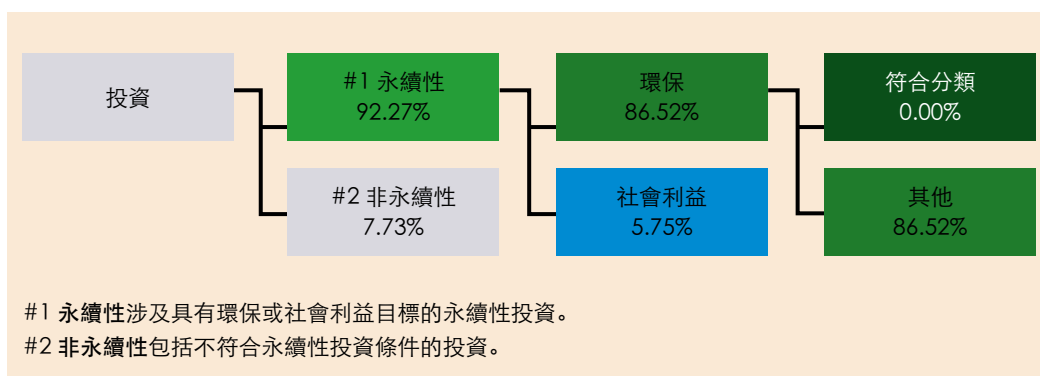 投資
#1 永續性
92.27%
環保
86.52%
符合分類
0.00%
#2 非永續性
7.73%
社會利益
5.75%
其他
86.52%
#1 永續性涉及具有環保或社會利益目標的永續性投資。
#2 非永續性包括不符合永續性投資條件的投資。